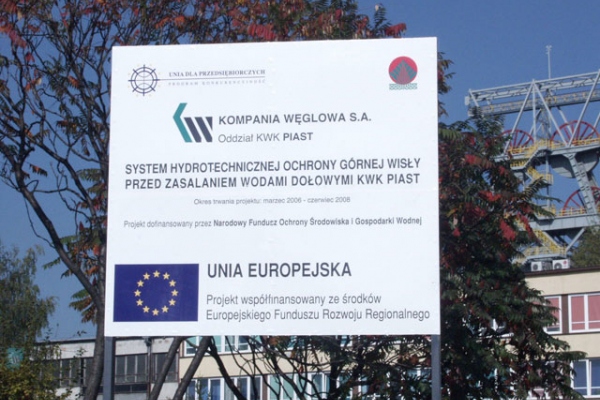 UNIA DLA PRZEDSIĘBIORCZYCH
PROGRAM KONKURENCYJNOŚĆ
KOMPANIA WĘGLOWA S.A.
Oddział KWK PIAST
SYSTEM HYDROTECHNICZNEJ OCHRONY GÓRNEJ WISŁY
PRZED ZASALANIEM WODAMI DOŁOWYMI KWK PIAST
Okres trwania projektu: marzec 2006 - czerwiec 2008
Projekt dofinansowany przez Narodowy Fundusz Ochrony Środowiska i Gospodarki Wodnej
UNIA EUROPEJSKA
Projekt współfinansowany ze środków
Europejskiego Funduszu Rozwoju Regionalnego